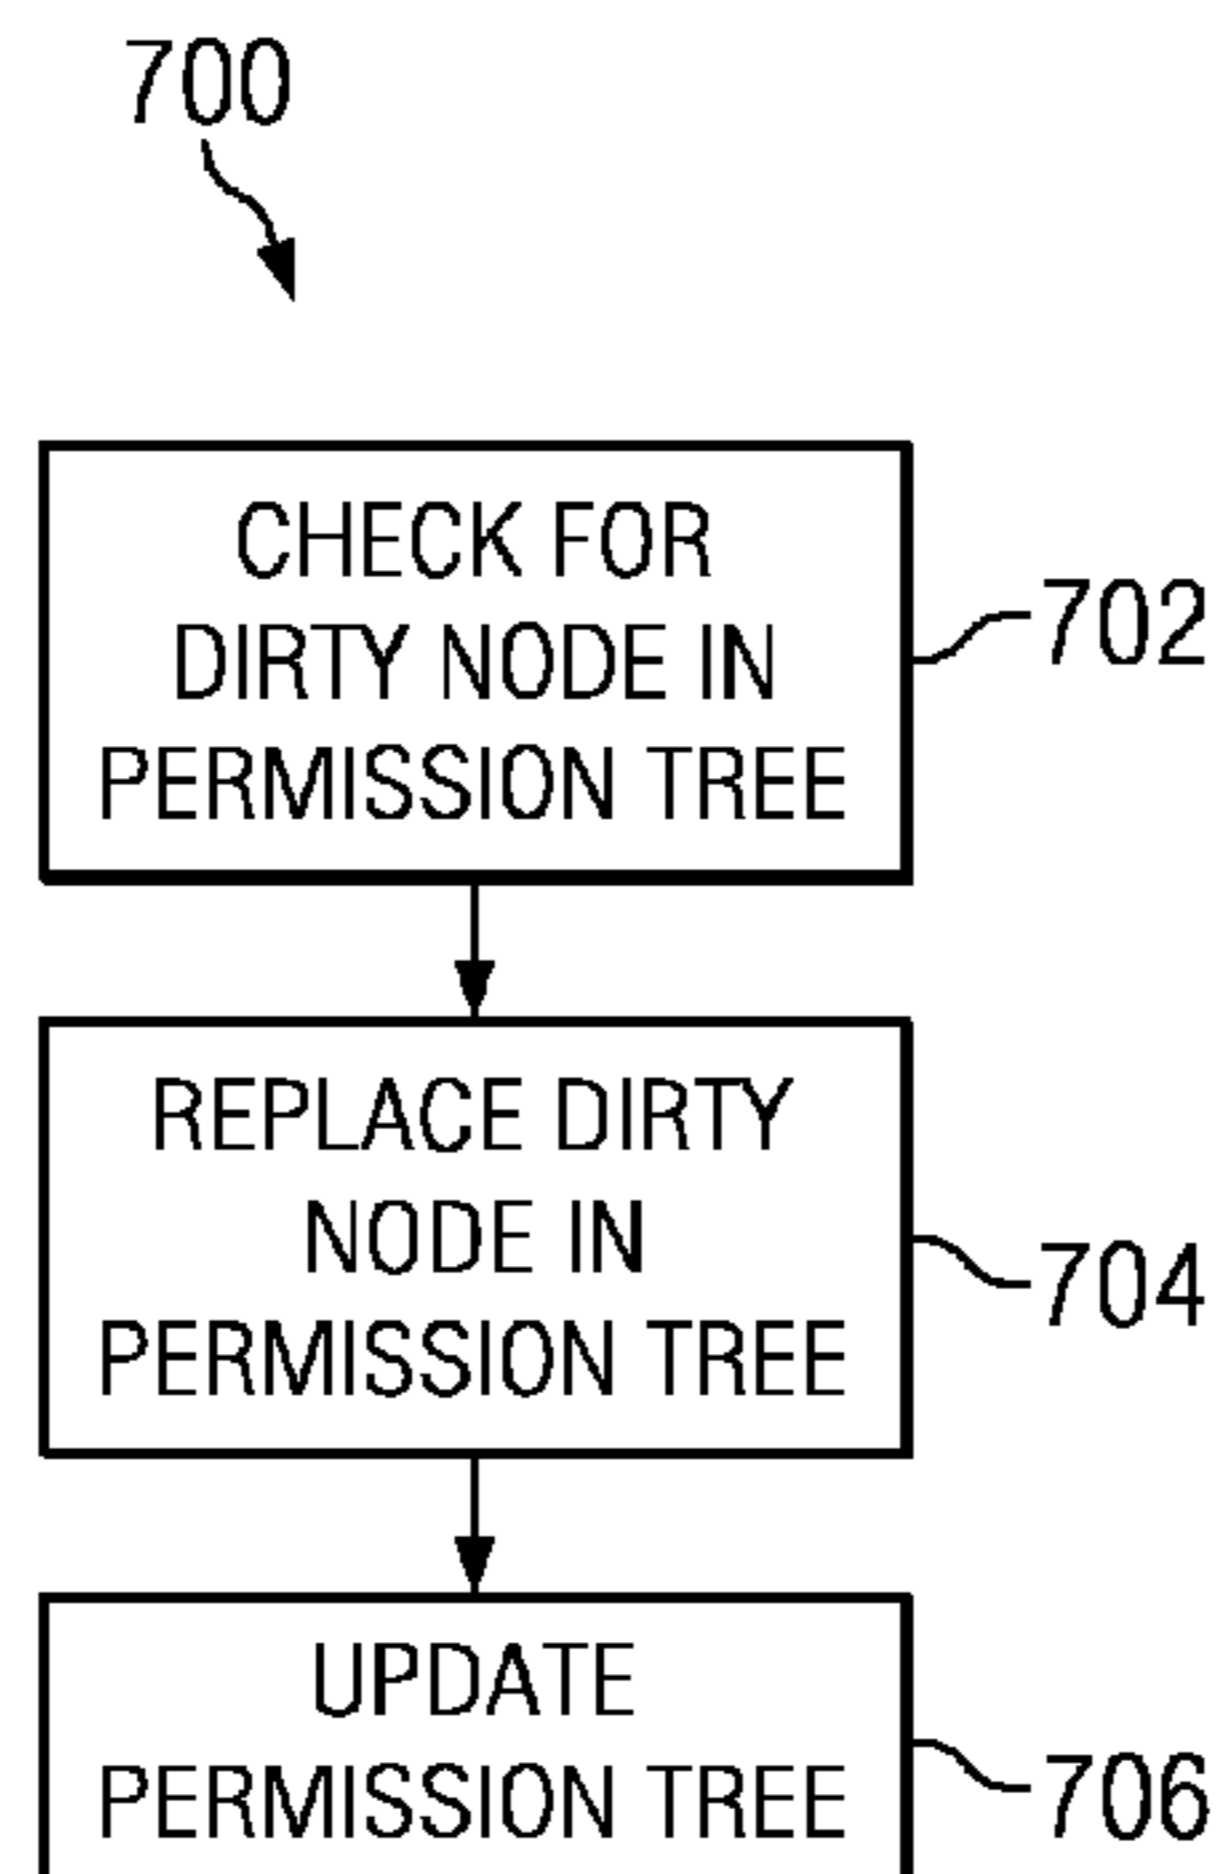 700
CHECK FOR
DIRTY NODE IN
PERMISSION TREE
702
REPLACE DIRTY
NODE IN
PERMISSION TREE
704
UPDATE
PERMISSION TREE
706